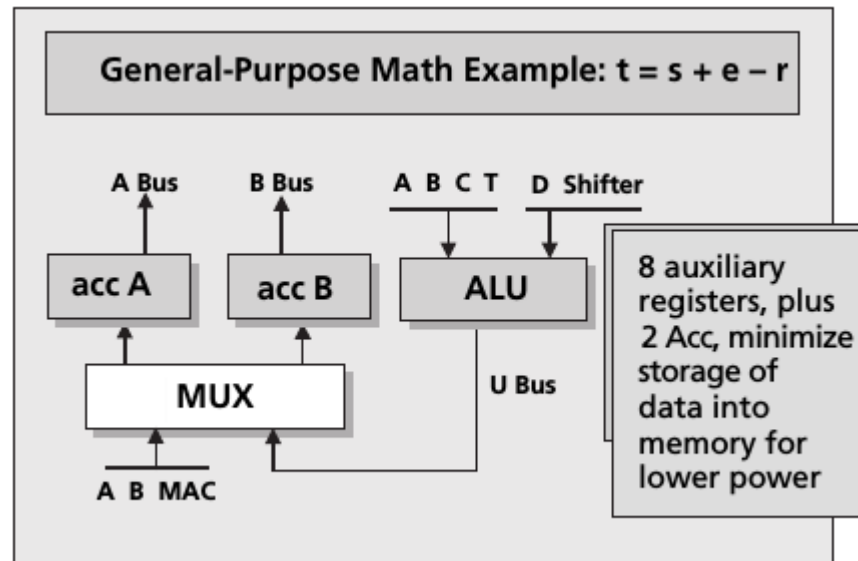 General-Purpose Math Example: t = s + e – r
A Bus
B Bus
A B C T
D Shifter
acc A
acc B
ALU
MUX
U Bus
A B MAC
8 auxiliary
registers, plus
2 Acc, minimize
storage of
data into
memory for
lower power